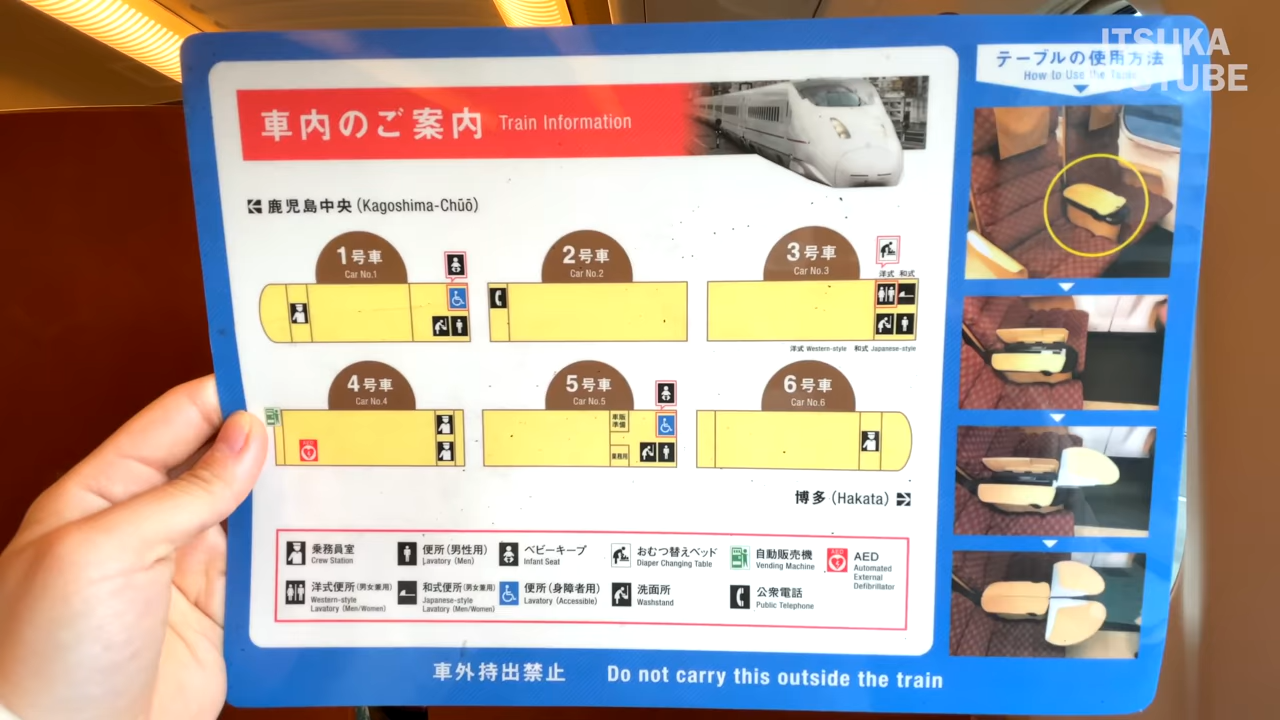 ITSUKA
テーブルの使用方法
How to Use the Table
車内のご案内 Train Information
鹿児島中央 (Kagoshima-Chūō)
1号車
Car No.1
2号車
Car No.2
3号車
Car No.3
洋式 和式
洋式 Western-style 和式 Japanese-style
4号車
Car No.4
5号車
Car No.5
車販
準備
業務用
6号車
Car No.6
博多 (Hakata)
乗務員室
Crew Station
便所 (男性用)
Lavatory (Men)
ベビーキープ
Infant Seat
おむつ替えベッド
Diaper Changing Table
自動販売機
Vending Machine
AED
Automated
External
Defibrillator
洋式便所 (男女兼用)
Western-style
Lavatory (Men/Women)
和式便所 (男女兼用)
Japanese-style
Lavatory (Men/Women)
便所 (身障者用)
Lavatory (Accessible)
洗面所
Washstand
公衆電話
Public Telephone
車外持出禁止 Do not carry this outside the train